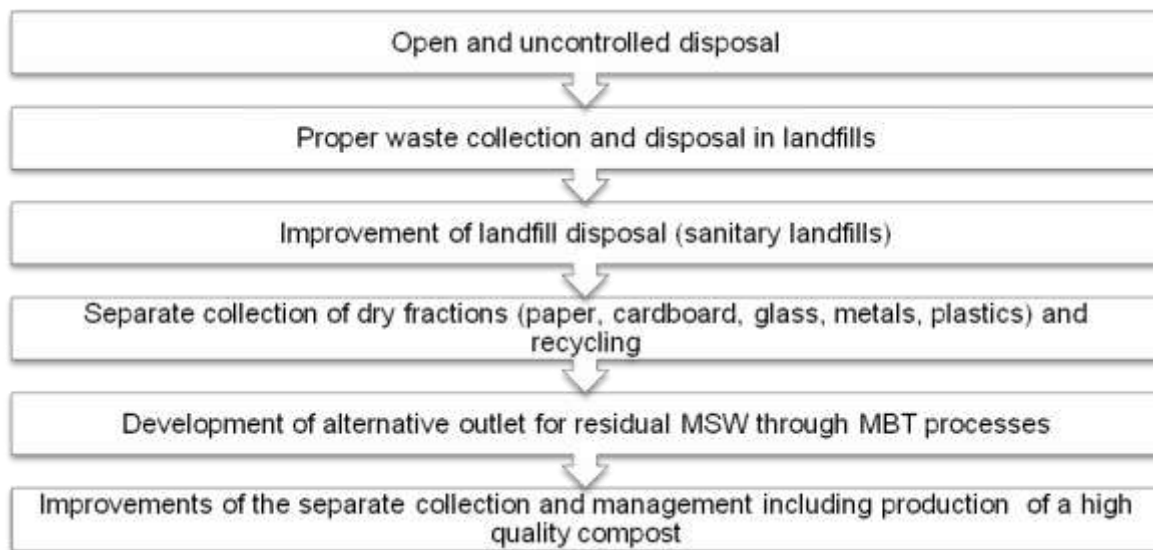 Open and uncontrolled disposal
Proper waste collection and disposal in landfills
Improvement of landfill disposal (sanitary landfills)
Separate collection of dry fractions (paper, cardboard, glass, metals, plastics) and
recycling
Development of alternative outlet for residual MSW through MBT processes
Improvements of the separate collection and management including production of a high
quality compost